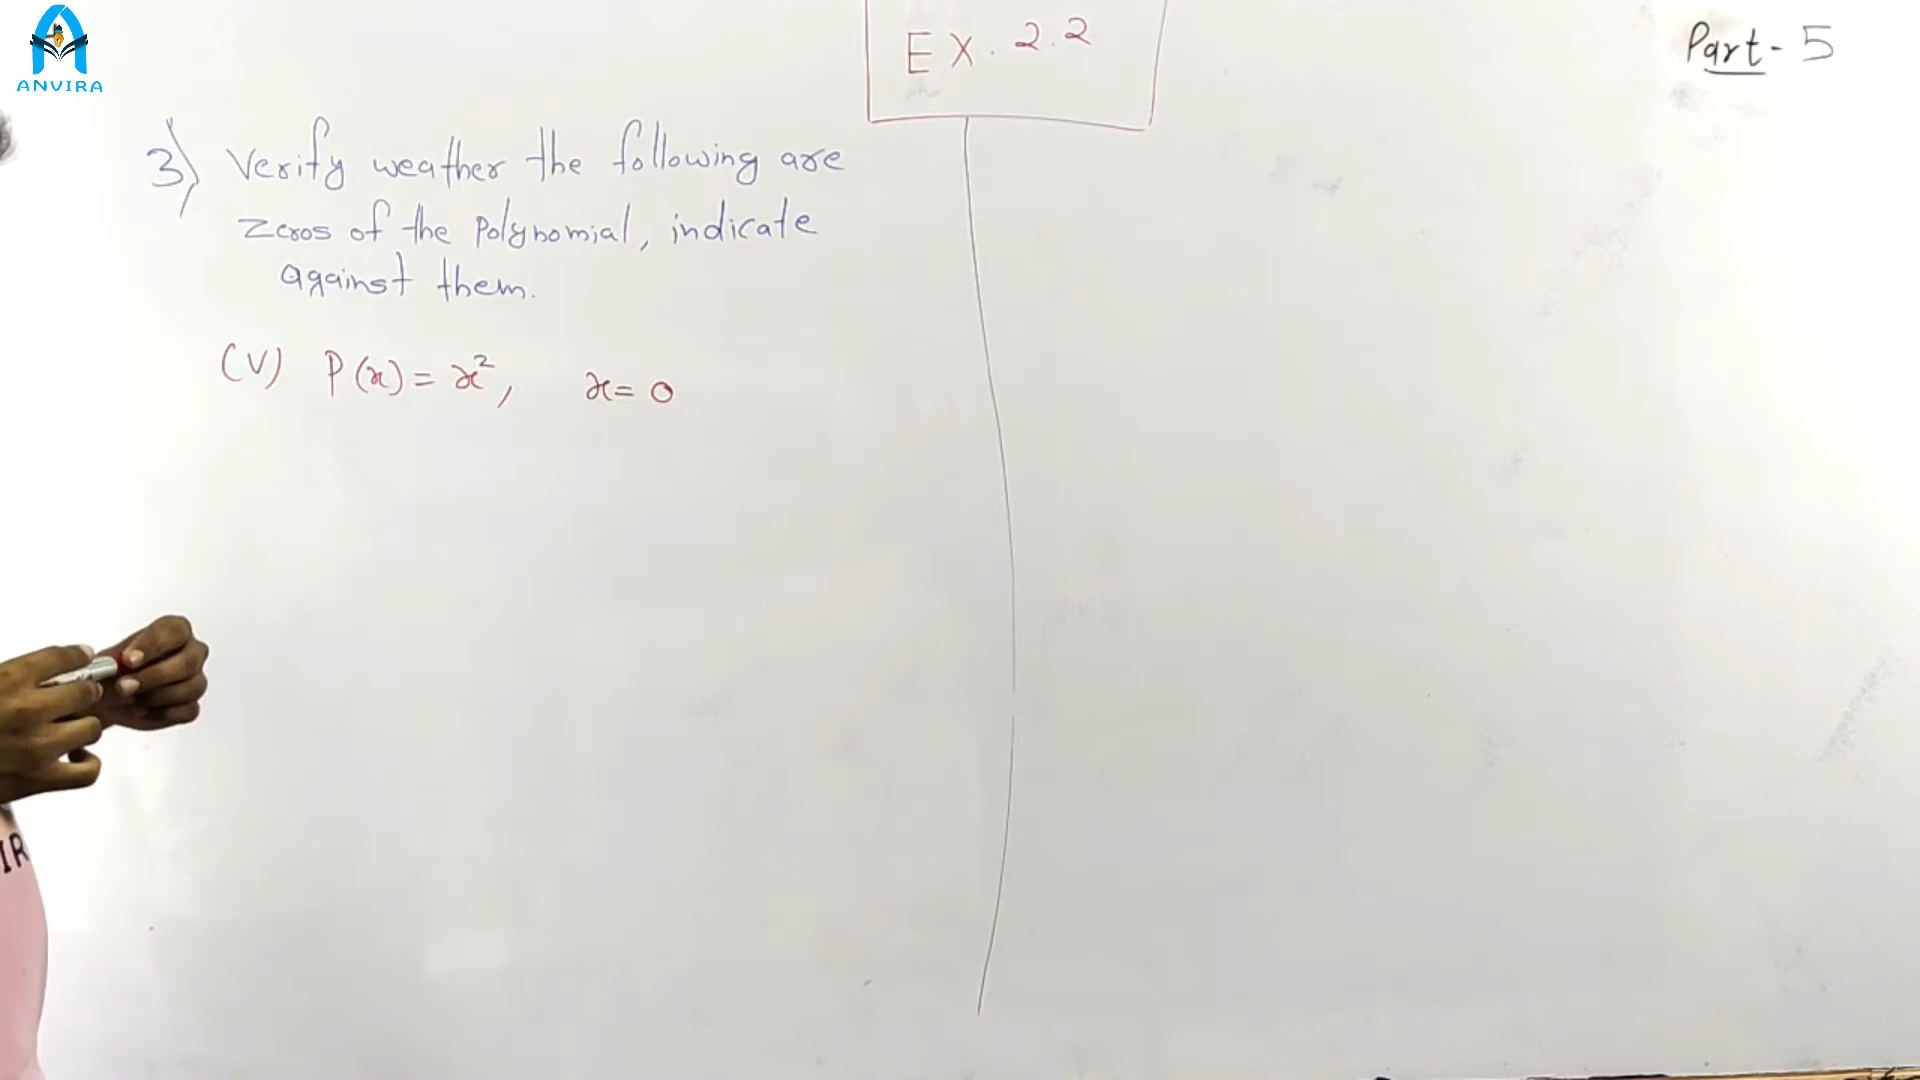 ANVIRA
EX. 2.2
Part - 5
3) Verify weather the following are
zeros of the polynomial, indicate
against them.
(V) P(x) = x², x = 0
IR